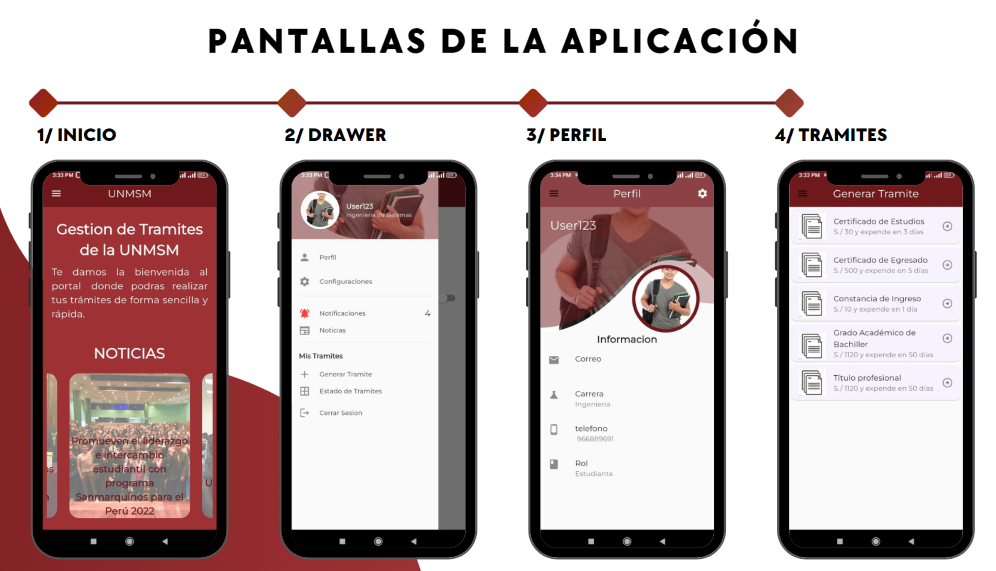 PANTALLAS DE LA APLICACIÓN
1/ INICIO
2/ DRAWER
3/ PERFIL
4/ TRAMITES
3:33 PM
UNMSM
Gestion de Tramites
de la UNMSM
Te damos la bienvenida al
portal donde podras realizar
tus trámites de forma sencilla y
rápida.
NOTICIAS
Promueven el liderazgo
e intercambio
estudiantil con
programa
Sanmarquinos para el
Perú 2022
3:33 PM
User123
Ingenieria de Sistemas
Perfil
Configuraciones
Notificaciones 4
Noticias
Mis Tramites
Generar Tramite
Estado de Tramites
Cerrar Sesion
3:34 PM
Perfil
User123
Informacion
Correo
Carrera
Ingenieria
telefono
966889691
Rol
Estudiante
3:33 PM
Generar Tramite
Certificado de Estudios
S./ 30 y expende en 3 días
Certificado de Egresado
S./ 500 y expende en 5 dias
Constancia de Ingreso
S./ 10 y expende en 1 día
Grado Académico de
Bachiller
S./ 1120 y expende en 50 dias
Título profesional
S./ 1120 y expende en 50 dias